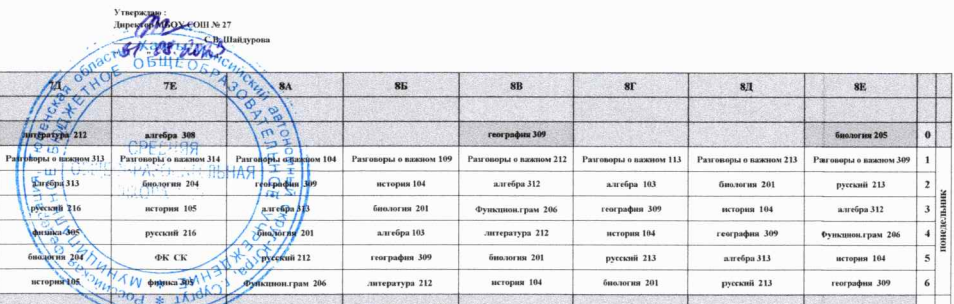 Утверждаю :
Директор МБОУ СОШ № 27
С.В. Шайдурова
7Д 7Е 8А 8Б 8В 8Г 8Д 8Е
литература 212 алгебра 308 география 309 биология 205 0
Разговоры о важном 313 Разговоры о важном 314 Разговоры о важном 104 Разговоры о важном 109 Разговоры о важном 212 Разговоры о важном 113 Разговоры о важном 213 Разговоры о важном 309 1
алгебра 313 биология 204 география 309 история 104 алгебра 312 алгебра 103 биология 201 русский 213 2
русский 216 история 105 алгебра 313 биология 201 Функцион.грам 206 география 309 история 104 алгебра 312 3
физика 305 русский 216 биология 201 алгебра 103 литература 212 история 104 география 309 Функцион.грам 206 4
биология 204 ФК СК русский 212 география 309 биология 201 русский 213 алгебра 313 история 104 5
история 105 физика 305 Функцион.грам 206 литература 212 история 104 биология 201 русский 213 география 309 6
понедельник
СРЕДНЯЯ